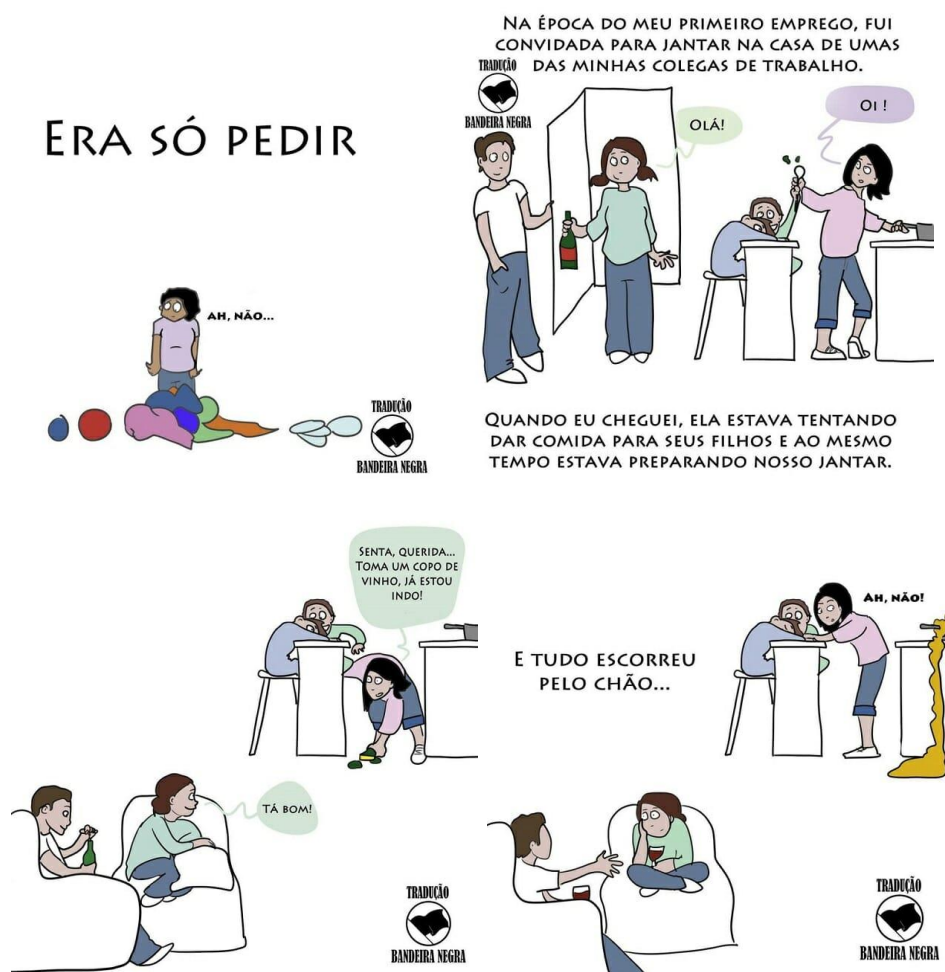 ERA SÓ PEDIR
AH, NÃO...
TRADUÇÃO
BANDEIRA NEGRA
NA ÉPOCA DO MEU PRIMEIRO EMPREGO, FUI
CONVIDADA PARA JANTAR NA CASA DE UMAS
DAS MINHAS COLEGAS DE TRABALHO.
TRADUÇÃO
BANDEIRA NEGRA
OLÁ!
OI !
QUANDO EU CHEGUEI, ELA ESTAVA TENTANDO
DAR COMIDA PARA SEUS FILHOS E AO MESMO
TEMPO ESTAVA PREPARANDO NOSSO JANTAR.
SENTA, QUERIDA...
TOMA UM COPO DE
VINHO, JÁ ESTOU
INDO!
TÁ BOM!
TRADUÇÃO
BANDEIRA NEGRA
E TUDO ESCORREU
PELO CHÃO...
AH, NÃO!
TRADUÇÃO
BANDEIRA NEGRA